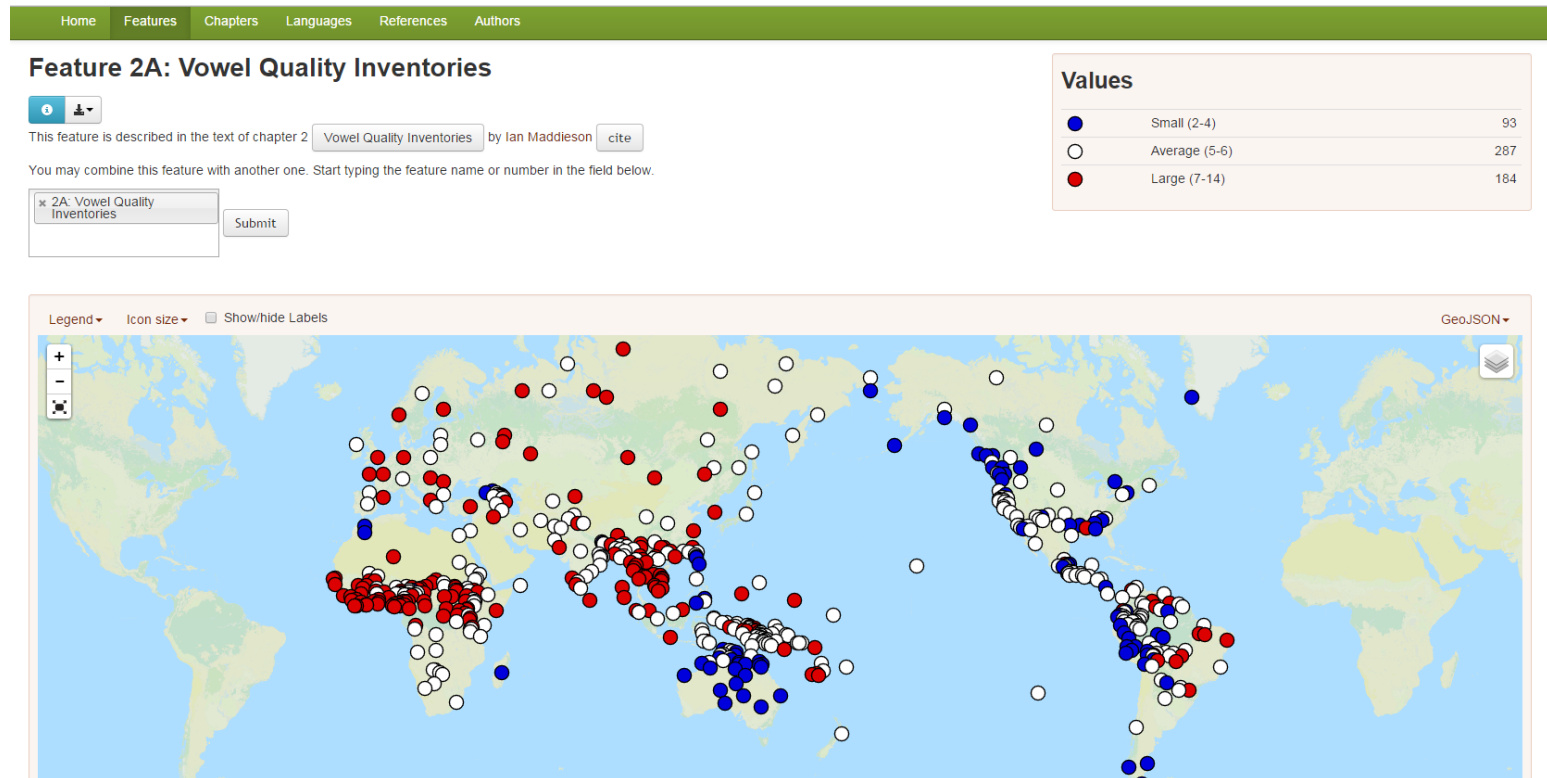 Home Features Chapters Languages References Authors
Feature 2A: Vowel Quality Inventories
This feature is described in the text of chapter 2 Vowel Quality Inventories by Ian Maddieson cite
You may combine this feature with another one. Start typing the feature name or number in the field below.
× 2A: Vowel Quality
Inventories
Submit
Values
Small (2-4) 93
Average (5-6) 287
Large (7-14) 184
Legend Icon size Show/hide Labels GeoJSON
+
−